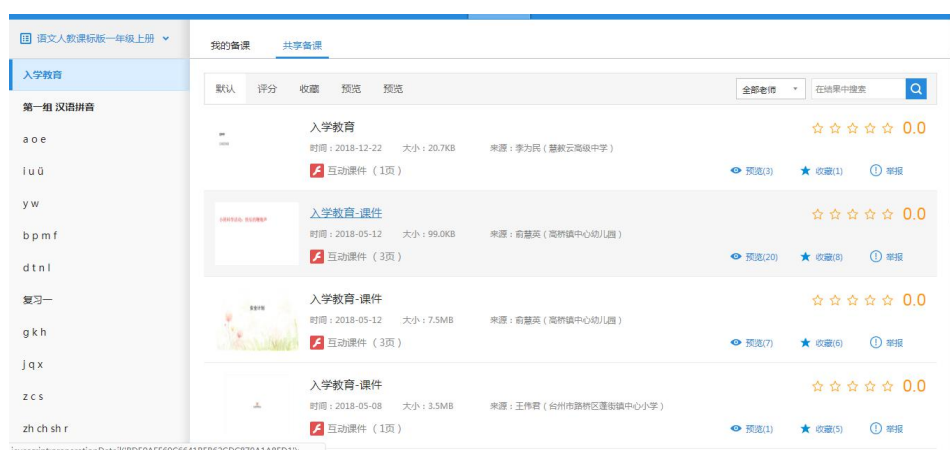 语文人教课标版一年级上册
我的备课 共享备课
入学教育
第一组 汉语拼音
a o e
i u ü
y w
b p m f
d t n l
复习一
g k h
j q x
z c s
zh ch sh r
默认 评分 收藏 预览 预览
全部老师 在结果中搜索
入学教育
0.0
时间：2018-12-22 大小：20.7KB 来源：李为民（慧教云高级中学）
互动课件（1页）
预览(3) 收藏(1) 举报
入学教育-课件
0.0
时间：2018-05-12 大小：99.0KB 来源：俞慧英（高桥镇中心幼儿园）
互动课件（3页）
预览(20) 收藏(8) 举报
入学教育-课件
0.0
时间：2018-05-12 大小：7.5MB 来源：俞慧英（高桥镇中心幼儿园）
互动课件（3页）
预览(7) 收藏(6) 举报
入学教育-课件
0.0
时间：2018-05-08 大小：3.5MB 来源：王伟君（台州市路桥区蓬街镇中心小学）
互动课件（1页）
预览(1) 收藏(5) 举报